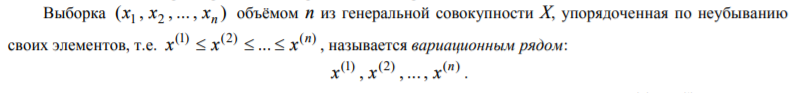 Выборка (x₁, x₂, ..., xₙ) объёмом n из генеральной совокупности X, упорядоченная по неубыванию
своих элементов, т.е. x⁽¹⁾ ≤ x⁽²⁾ ≤ ... ≤ x⁽ⁿ⁾, называется вариационным рядом:
x⁽¹⁾, x⁽²⁾, ..., x⁽ⁿ⁾.